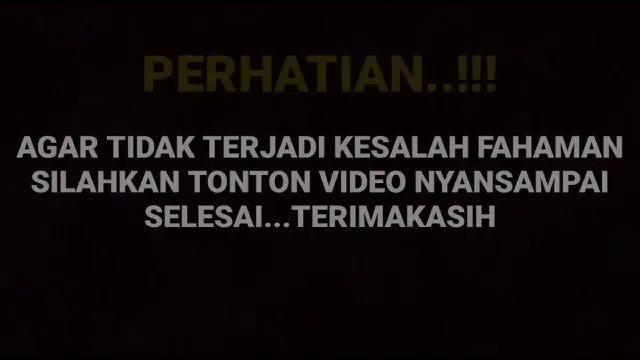 PERHATIAN..!!!
AGAR TIDAK TERJADI KESALAH FAHAMAN
SILAHKAN TONTON VIDEO NYANSAMPAI
SELESAI...TERIMAKASIH